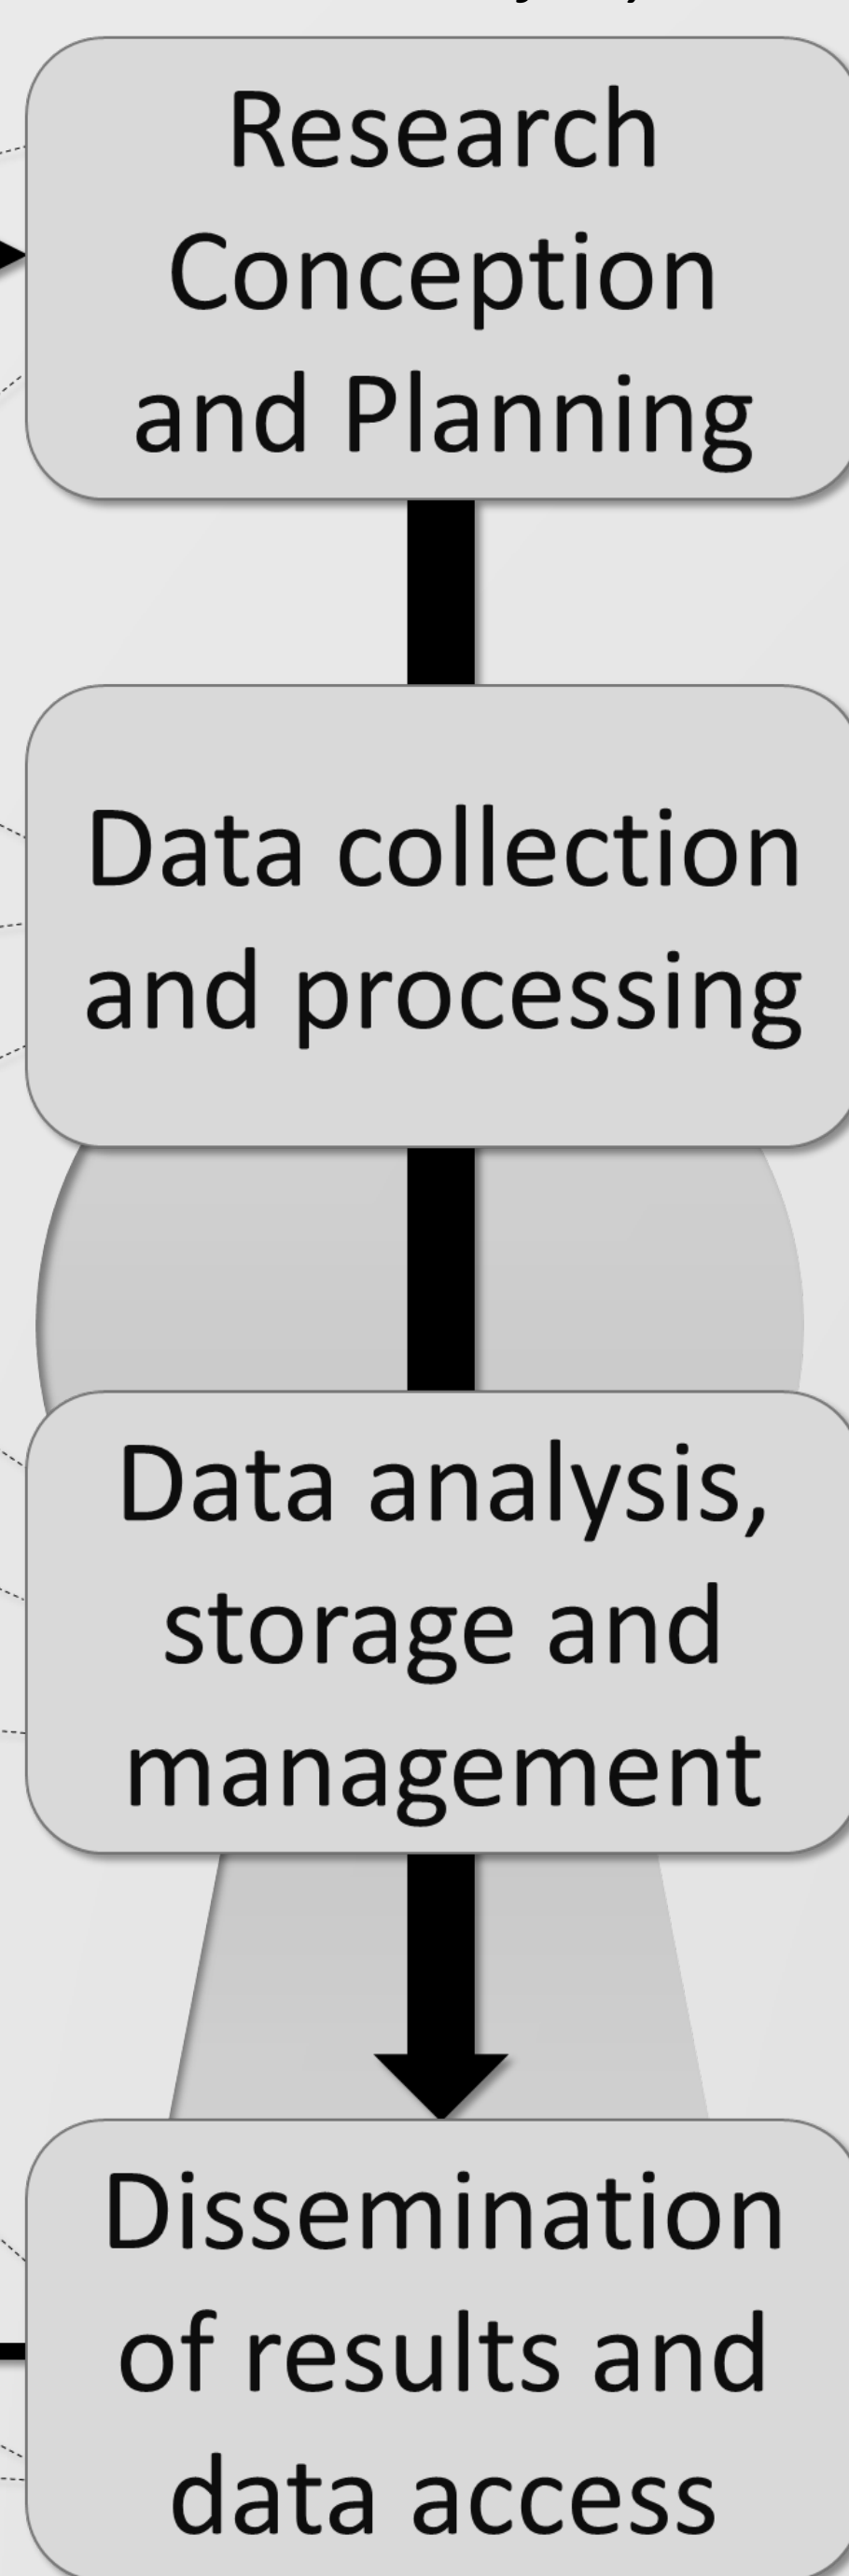 Research
Conception
and Planning
Data collection
and processing
Data analysis,
storage and
management
Dissemination
of results and
data access